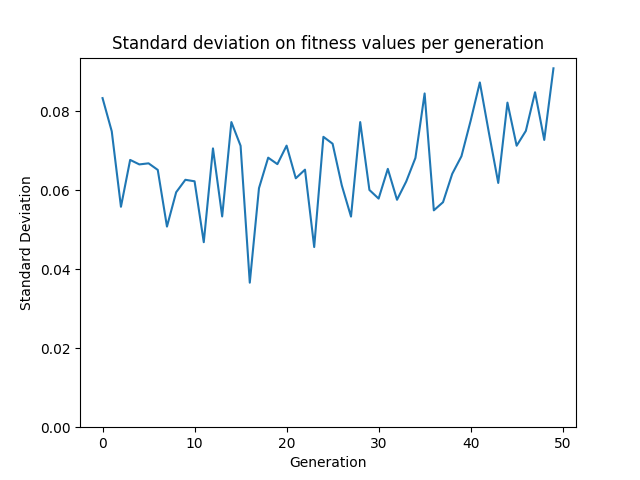 Standard deviation on fitness values per generation
0.08
0.06
0.04
0.02
0.00
Standard Deviation
0 10 20 30 40 50
Generation